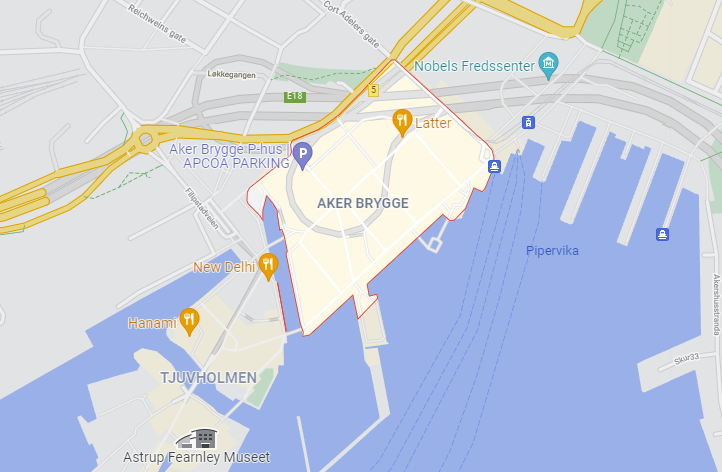 Reichweins gate
Cort Adelers gate
Løkkegangen
Nobels Fredssenter
E18
5
Latter
Aker Brygge P-hus |
APCOA PARKING
P
AKER BRYGGE
Filipstadveien
Pipervika
New Delhi
Akershusstranda
Hanami
Skur33
TJUVHOLMEN
Astrup Fearnley Museet